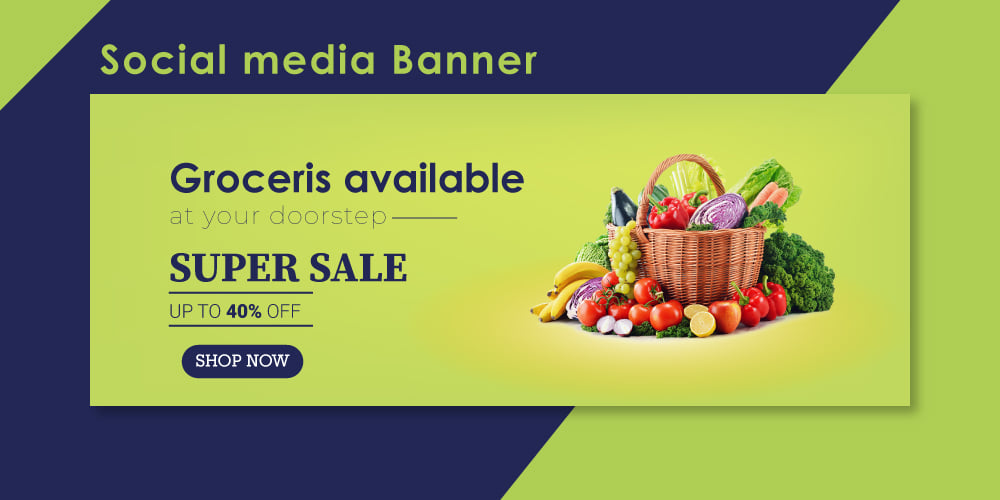 Social media Banner
Groceris available
at your doorstep
SUPER SALE
UP TO 40% OFF
SHOP NOW